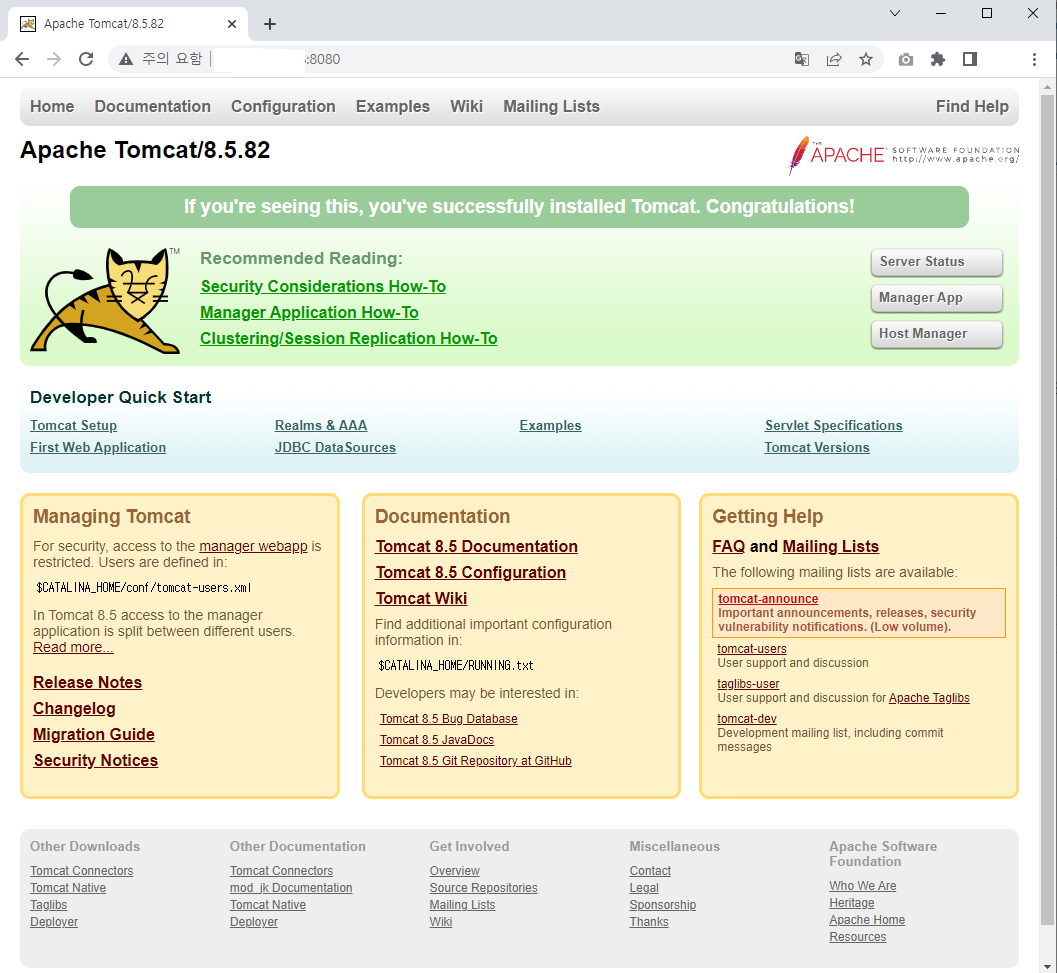 Apache Tomcat/8.5.82
주의 요함 :8080
Home Documentation Configuration Examples Wiki Mailing Lists Find Help
Apache Tomcat/8.5.82
THE APACHE SOFTWARE FOUNDATION
http://www.apache.org/
If you're seeing this, you've successfully installed Tomcat. Congratulations!
TM
Recommended Reading:
Security Considerations How-To
Manager Application How-To
Clustering/Session Replication How-To
Server Status
Manager App
Host Manager
Developer Quick Start
Tomcat Setup
First Web Application
Realms & AAA
JDBC DataSources
Examples
Servlet Specifications
Tomcat Versions
Managing Tomcat
For security, access to the manager webapp is
restricted. Users are defined in:
$CATALINA_HOME/conf/tomcat-users.xml
In Tomcat 8.5 access to the manager
application is split between different users.
Read more...
Release Notes
Changelog
Migration Guide
Security Notices
Documentation
Tomcat 8.5 Documentation
Tomcat 8.5 Configuration
Tomcat Wiki
Find additional important configuration
information in:
$CATALINA_HOME/RUNNING.txt
Developers may be interested in:
Tomcat 8.5 Bug Database
Tomcat 8.5 JavaDocs
Tomcat 8.5 Git Repository at GitHub
Getting Help
FAQ and Mailing Lists
The following mailing lists are available:
tomcat-announce
Important announcements, releases, security
vulnerability notifications. (Low volume).
tomcat-users
User support and discussion
taglibs-user
User support and discussion for Apache Taglibs
tomcat-dev
Development mailing list, including commit
messages
Other Downloads
Tomcat Connectors
Tomcat Native
Taglibs
Deployer
Other Documentation
Tomcat Connectors
mod_jk Documentation
Tomcat Native
Deployer
Get Involved
Overview
Source Repositories
Mailing Lists
Wiki
Miscellaneous
Contact
Legal
Sponsorship
Thanks
Apache Software
Foundation
Who We Are
Heritage
Apache Home
Resources